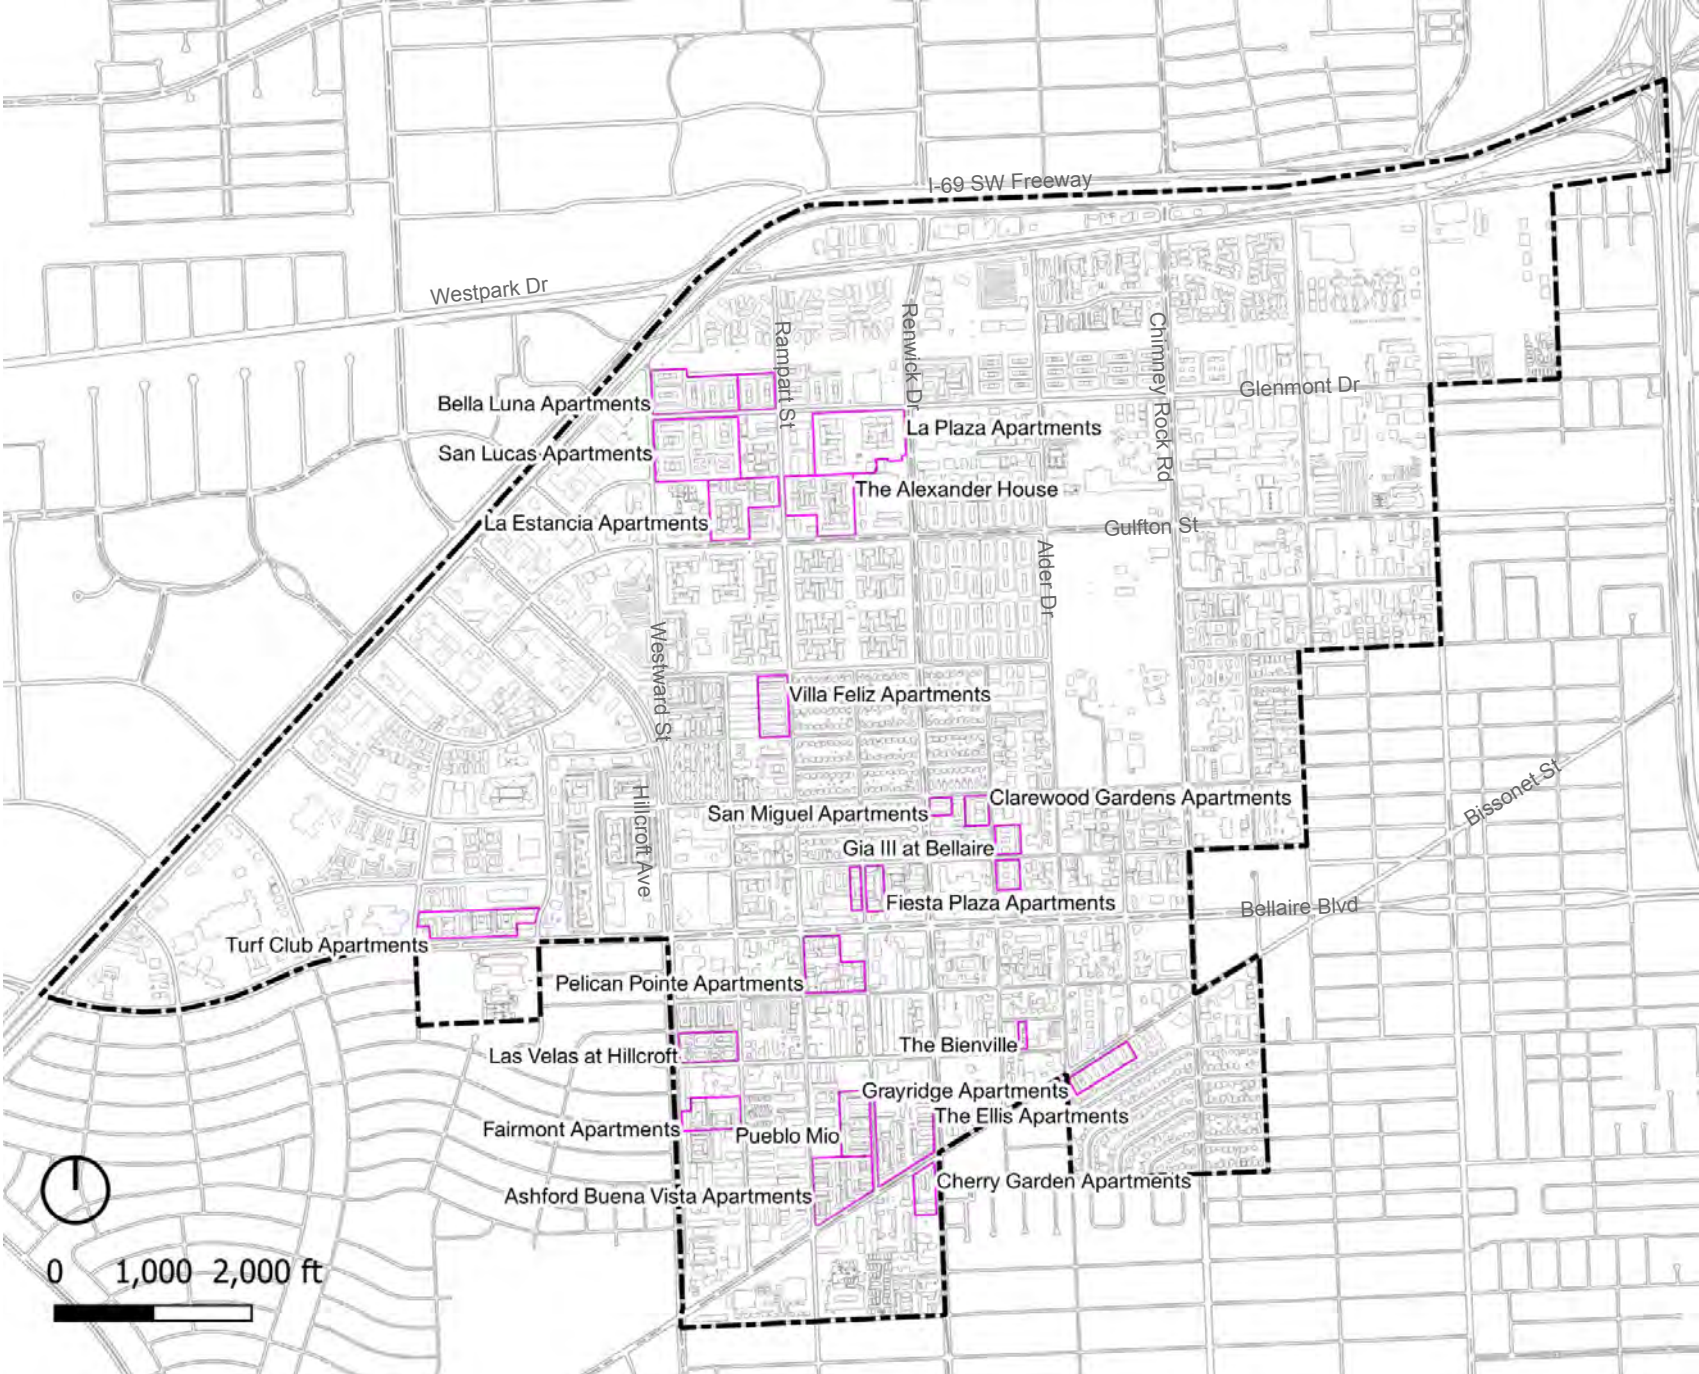 I-69 SW Freeway
Westpark Dr
Rampart St
Renwick Dr
Chimney Rock Rd
Glenmont Dr
Bella Luna Apartments
La Plaza Apartments
San Lucas Apartments
The Alexander House
La Estancia Apartments
Gulfton St
Alder Dr
Westward St
Villa Feliz Apartments
Hillcroft Ave
San Miguel Apartments
Clarewood Gardens Apartments
Bissonet St
Gia III at Bellaire
Fiesta Plaza Apartments
Bellaire Blvd
Turf Club Apartments
Pelican Pointe Apartments
The Bienville
Las Velas at Hillcroft
Grayridge Apartments
The Ellis Apartments
Fairmont Apartments
Pueblo Mio
Cherry Garden Apartments
Ashford Buena Vista Apartments
0 1,000 2,000 ft